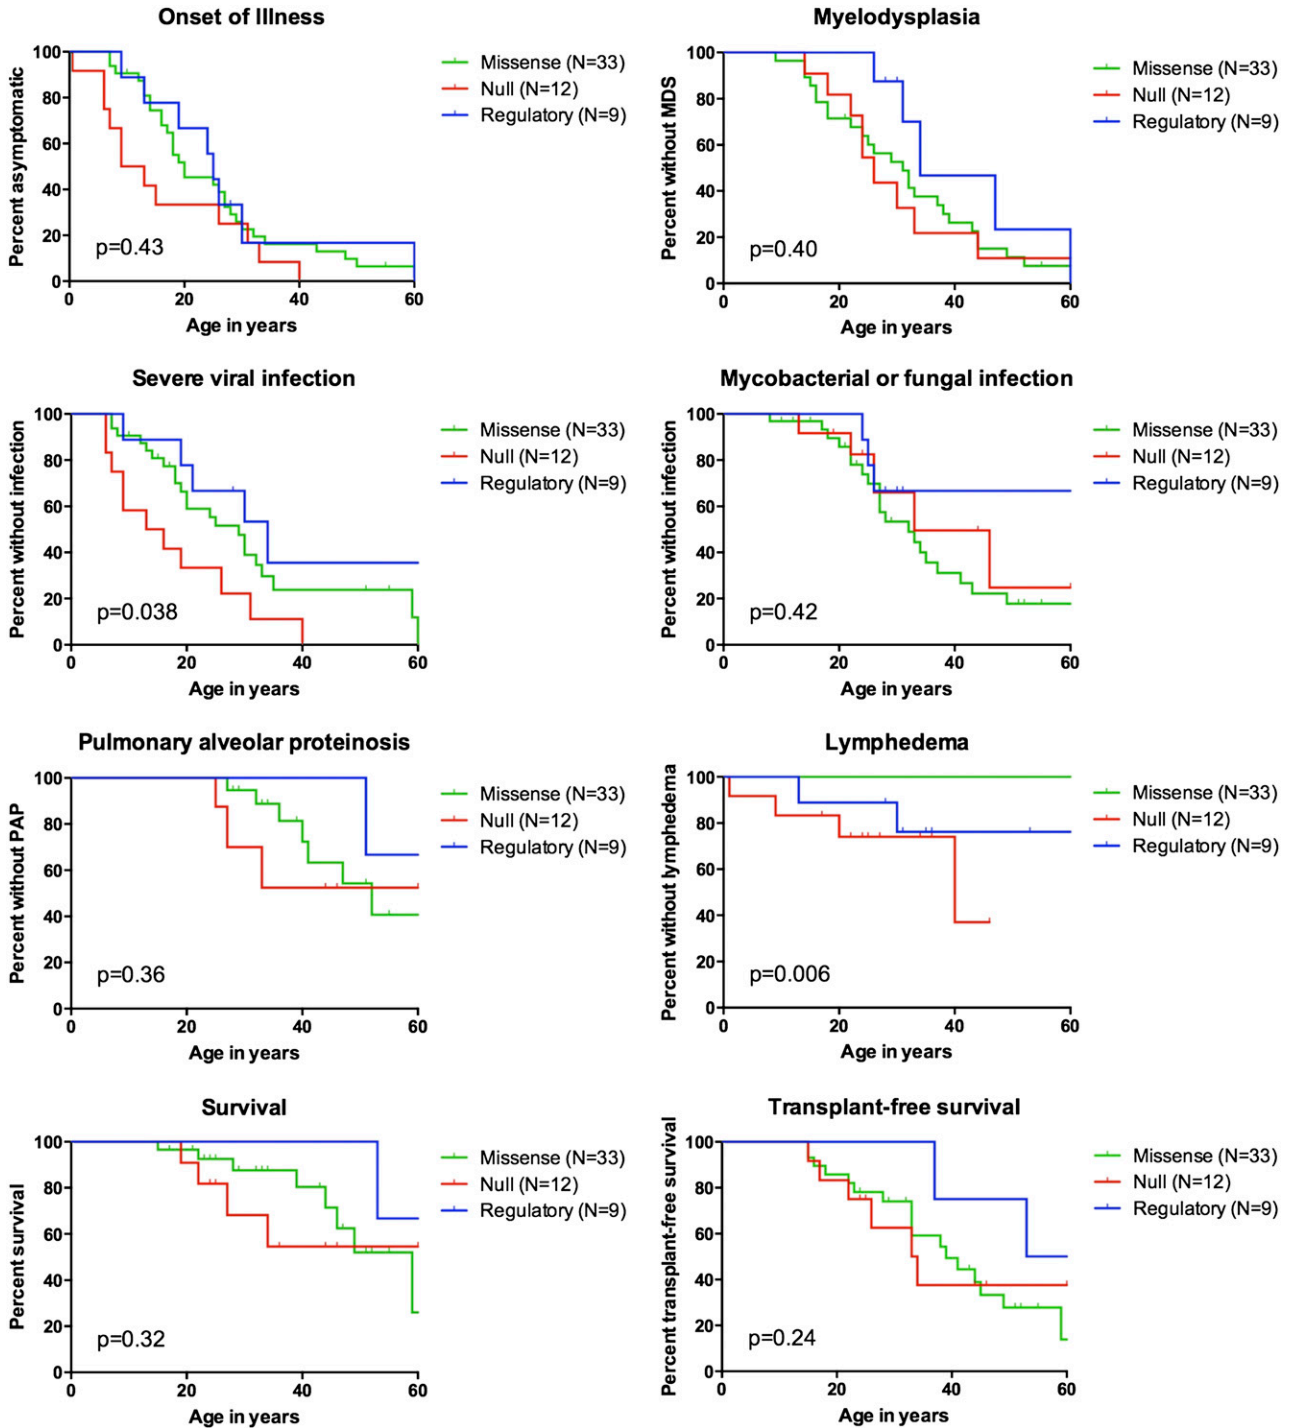 Onset of Illness
Percent asymptomatic
100
80
60
40
20
0
p=0.43
0 20 40 60
Age in years
Missense (N=33)
Null (N=12)
Regulatory (N=9)
Myelodysplasia
Percent without MDS
100
80
60
40
20
0
p=0.40
0 20 40 60
Age in years
Missense (N=33)
Null (N=12)
Regulatory (N=9)
Severe viral infection
Percent without infection
100
80
60
40
20
0
p=0.038
0 20 40 60
Age in years
Missense (N=33)
Null (N=12)
Regulatory (N=9)
Mycobacterial or fungal infection
Percent without infection
100
80
60
40
20
0
p=0.42
0 20 40 60
Age in years
Missense (N=33)
Null (N=12)
Regulatory (N=9)
Pulmonary alveolar proteinosis
Percent without PAP
100
80
60
40
20
0
p=0.36
0 20 40 60
Age in years
Missense (N=33)
Null (N=12)
Regulatory (N=9)
Lymphedema
Percent without lymphedema
100
80
60
40
20
0
p=0.006
0 20 40 60
Age in years
Missense (N=33)
Null (N=12)
Regulatory (N=9)
Survival
Percent survival
100
80
60
40
20
0
p=0.32
0 20 40 60
Age in years
Missense (N=33)
Null (N=12)
Regulatory (N=9)
Transplant-free survival
Percent transplant-free survival
100
80
60
40
20
0
p=0.24
0 20 40 60
Age in years
Missense (N=33)
Null (N=12)
Regulatory (N=9)